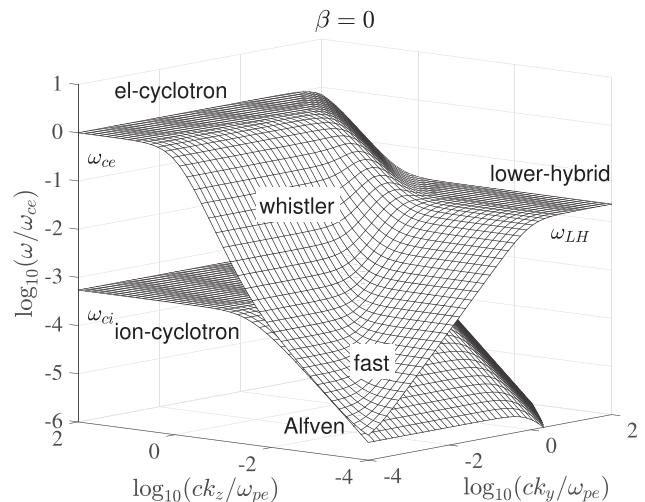 β = 0
1
el-cyclotron
0
ω_ce
-1
lower-hybrid
whistler
-2
ω_LH
log10(ω/ω_ce)
-3
ω_ci
ion-cyclotron
-4
fast
-5
Alfven
-6
2
0
-2
-4
-4
-2
0
2
log10(ck_z/ω_pe)
log10(ck_y/ω_pe)